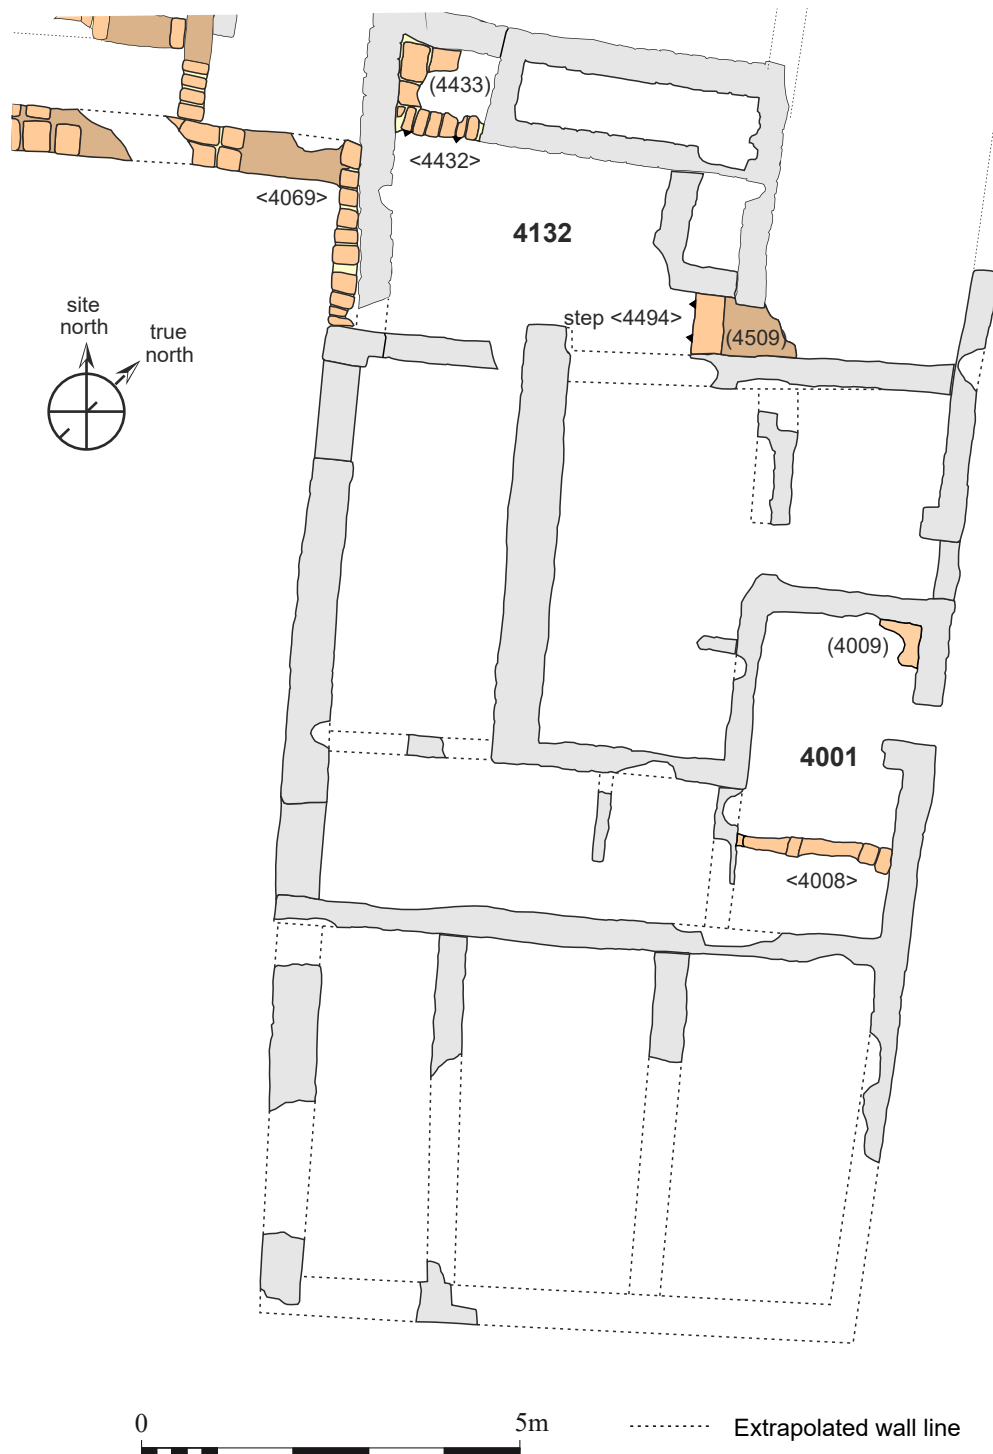 (4433)
<4432>
<4069>
4132
site
north
true
north
step <4494>
(4509)
(4009)
4001
<4008>
0 5m
Extrapolated wall line